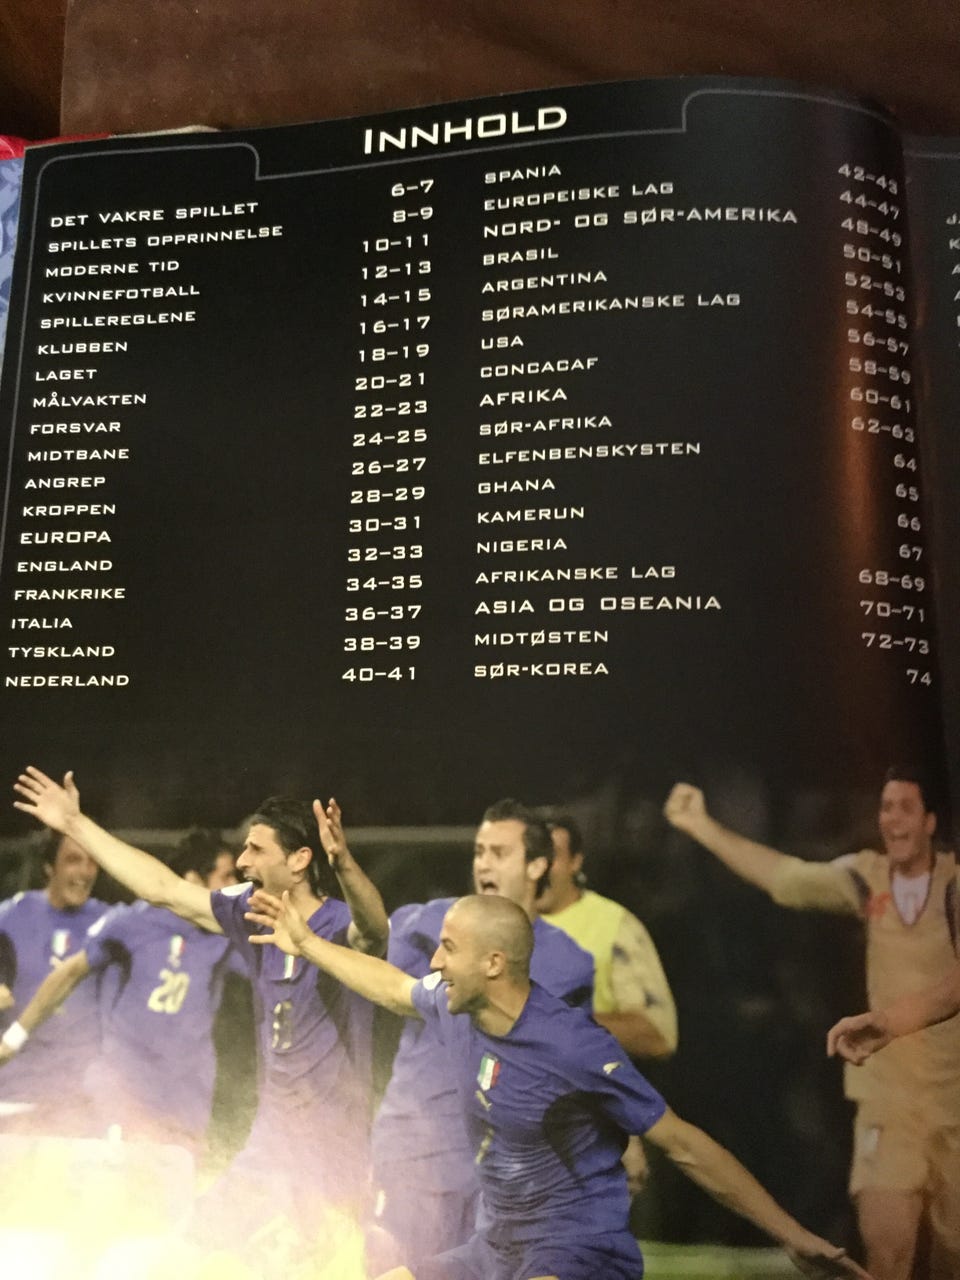 INNHOLD
DET VAKRE SPILLET 6–7
SPILLETS OPPRINNELSE 8–9
MODERNE TID 10–11
KVINNEFOTBALL 12–13
SPILLEREGLENE 14–15
KLUBBEN 16–17
LAGET 18–19
MÅLVAKTEN 20–21
FORSVAR 22–23
MIDTBANE 24–25
ANGREP 26–27
KROPPEN 28–29
EUROPA 30–31
ENGLAND 32–33
FRANKRIKE 34–35
ITALIA 36–37
TYSKLAND 38–39
NEDERLAND 40–41
SPANIA 42–43
EUROPEISKE LAG 44–47
NORD- OG SØR-AMERIKA 48–49
BRASIL 50–51
ARGENTINA 52–53
SØRAMERIKANSKE LAG 54–55
USA 56–57
CONCACAF 58–59
AFRIKA 60–61
SØR-AFRIKA 62–63
ELFENBENSKYSTEN 64
GHANA 65
KAMERUN 66
NIGERIA 67
AFRIKANSKE LAG 68–69
ASIA OG OSEANIA 70–71
MIDTØSTEN 72–73
SØR-KOREA 74
20